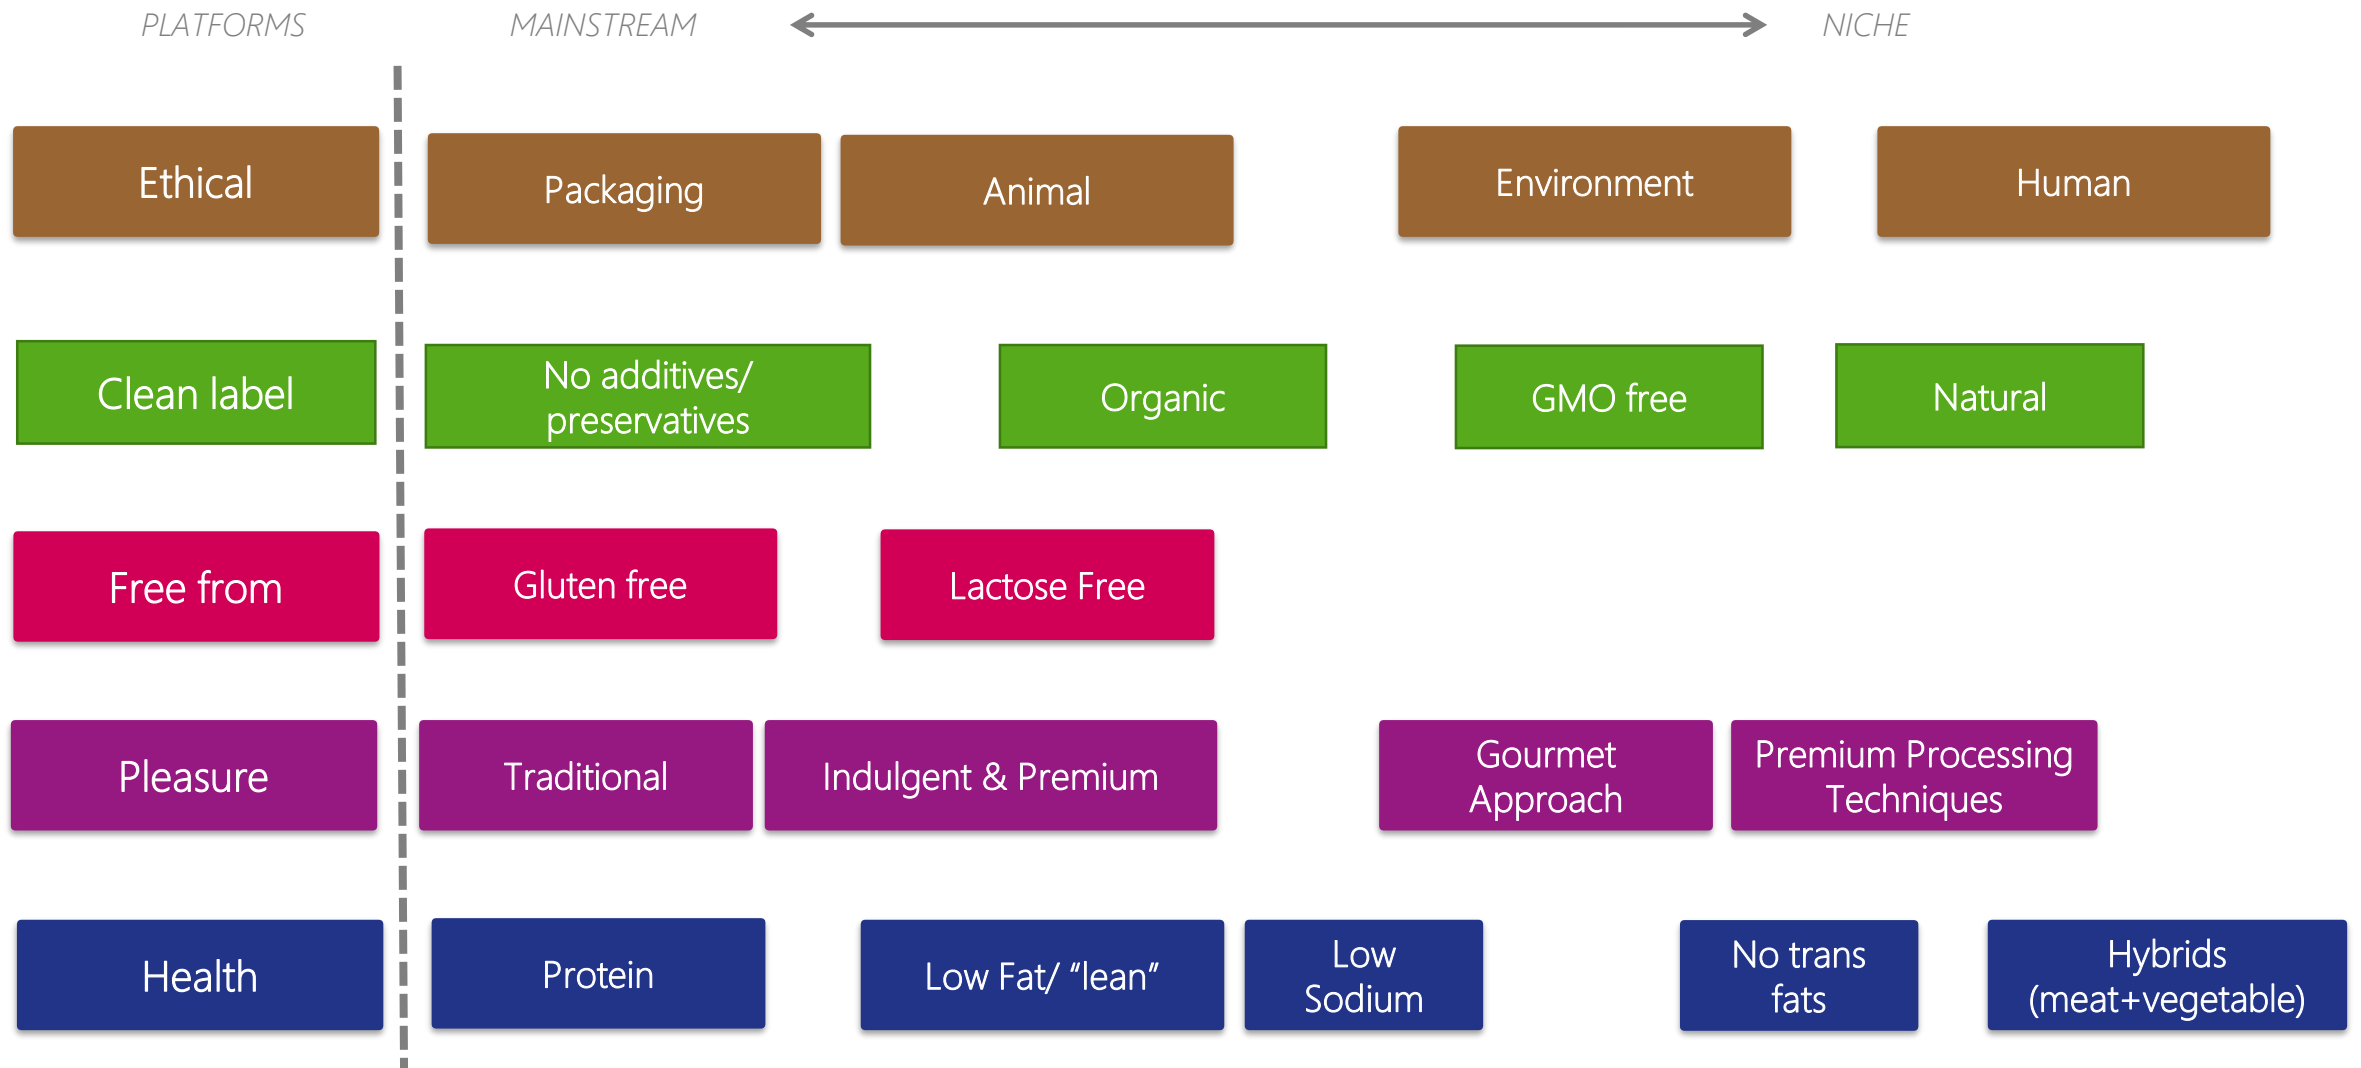 PLATFORMS
MAINSTREAM
NICHE
Ethical
Packaging
Animal
Environment
Human
Clean label
No additives/
preservatives
Organic
GMO free
Natural
Free from
Gluten free
Lactose Free
Pleasure
Traditional
Indulgent & Premium
Gourmet
Approach
Premium Processing
Techniques
Health
Protein
Low Fat/ “lean”
Low
Sodium
No trans
fats
Hybrids
(meat+vegetable)